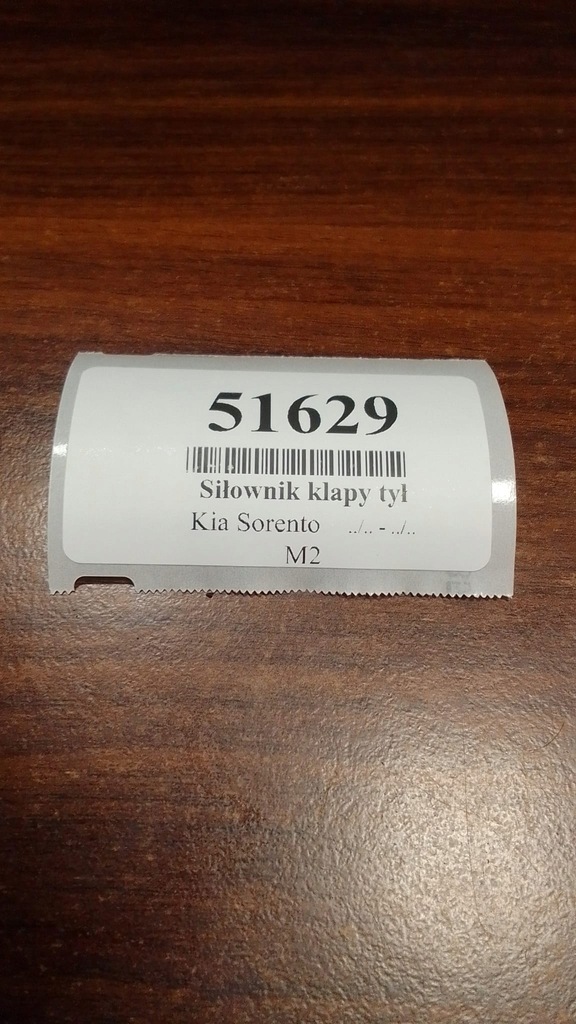 51629
Siłownik klapy tył
Kia Sorento ../.. - ../..
M2